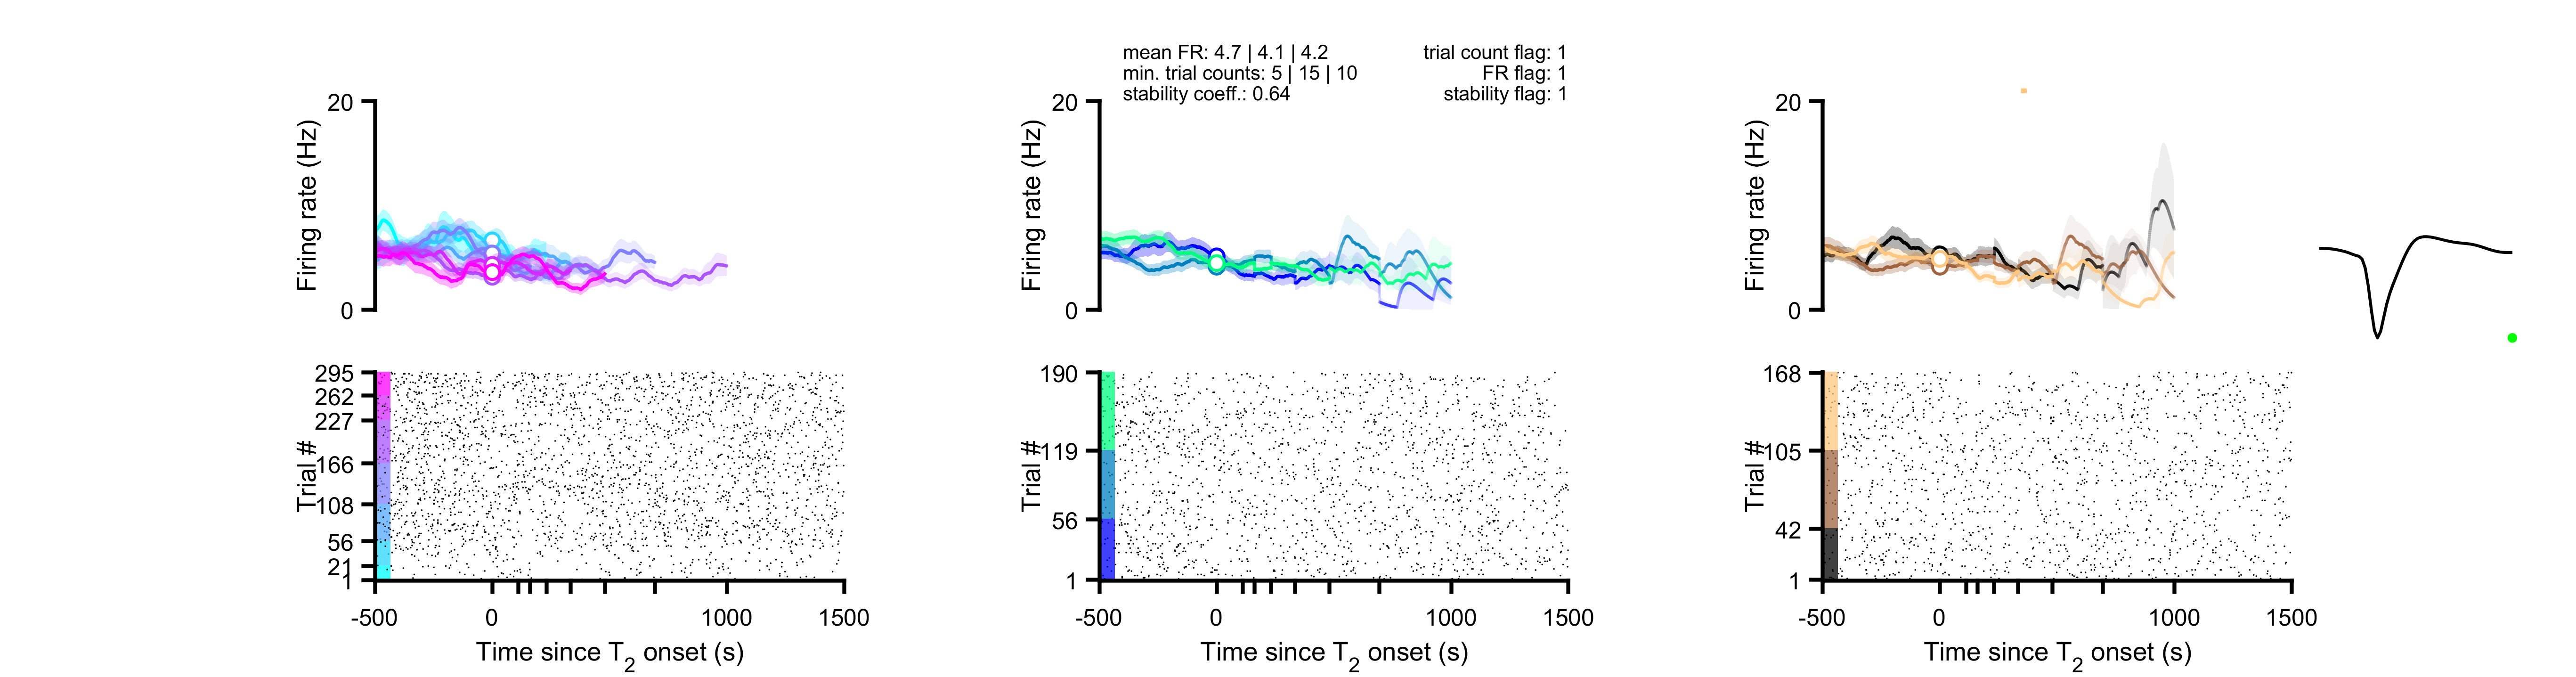 mean FR: 4.7 | 4.1 | 4.2
min. trial counts: 5 | 15 | 10
stability coeff.: 0.64
trial count flag: 1
FR flag: 1
stability flag: 1
20
0
Firing rate (Hz)
295
262
227
166
108
56
21
1
Trial #
-500
0
1000
1500
Time since T2 onset (s)
20
0
Firing rate (Hz)
190
119
56
1
Trial #
-500
0
1000
1500
Time since T2 onset (s)
20
0
Firing rate (Hz)
168
105
42
1
Trial #
-500
0
1000
1500
Time since T2 onset (s)